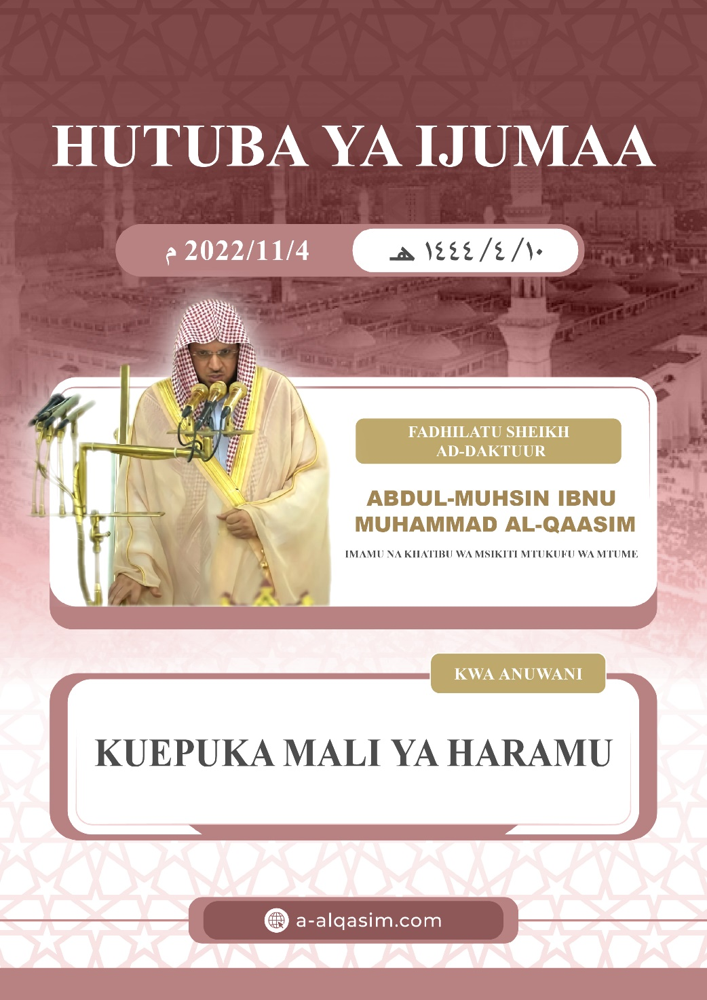 HUTUBA YA IJUMAA
2022/11/4 م
١٤٤٤/٤/١٠ هـ
FADHILATU SHEIKH
AD-DAKTUUR
ABDUL-MUHSIN IBNU
MUHAMMAD AL-QAASIM
IMAMU NA KHATIBU WA MSIKITI MTUKUFU WA MTUME
KWA ANUWANI
KUEPUKA MALI YA HARAMU
a-alqasim.com